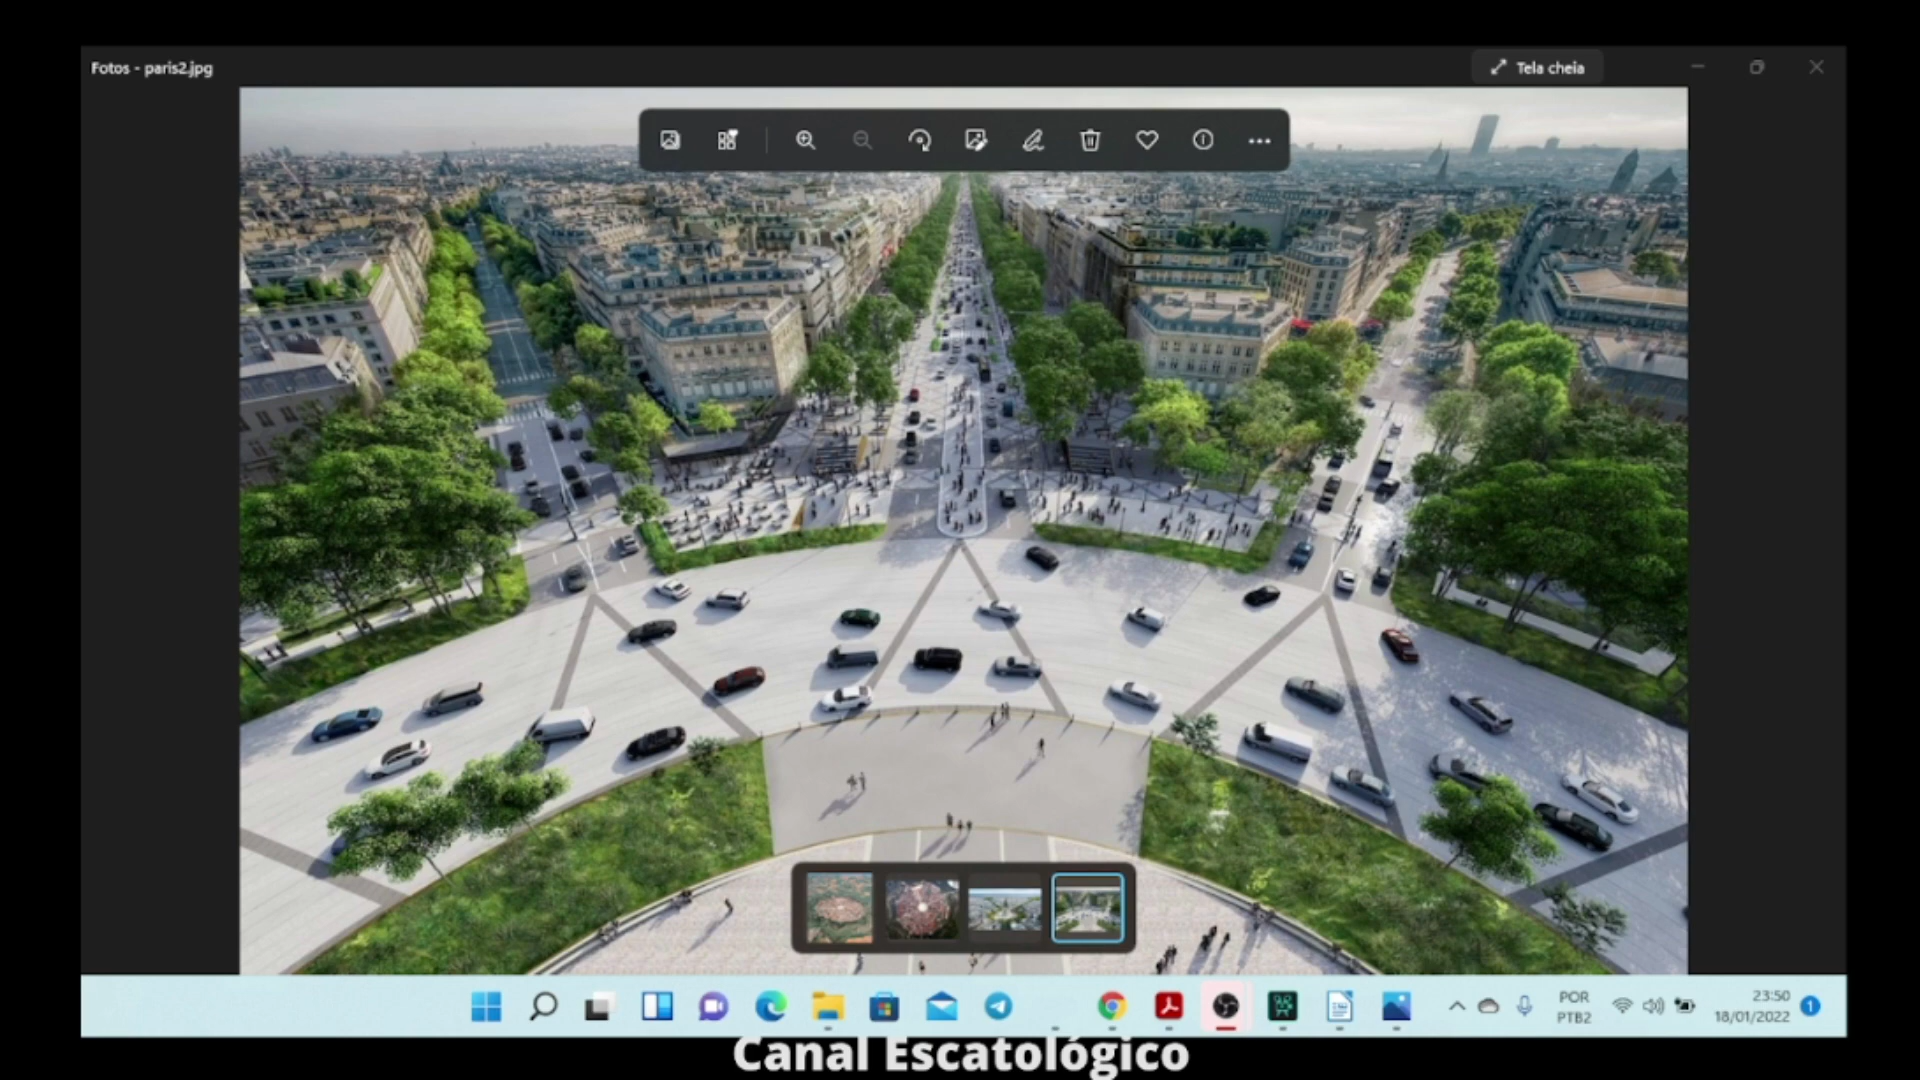 Fotos - paris2.jpg
Tela cheia
POR
PTB2
23:50
18/01/2022
1
Canal Escatológico